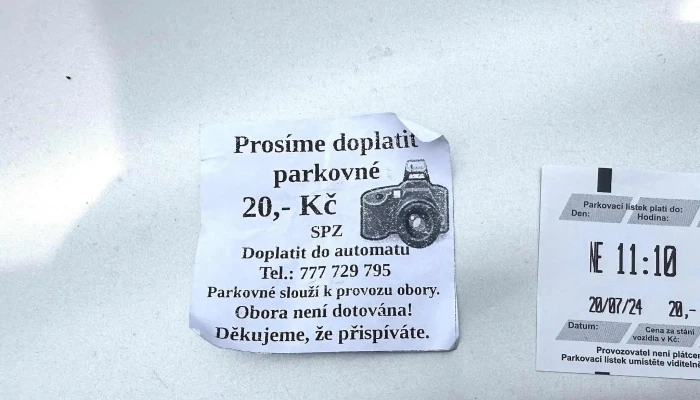 Prosíme doplatit
parkovné
20,- Kč
SPZ
Doplatit do automatu
Tel.: 777 729 795
Parkovné slouží k provozu obory.
Obora není dotována!
Děkujeme, že přispíváte.
Parkovací lístek platí do:
Den: Hodina:
NE 11:10
20/07/24 20,-
Datum: Cena za stání
vozidla v Kč:
Provozovatel není
Parkovací lístek umístěte